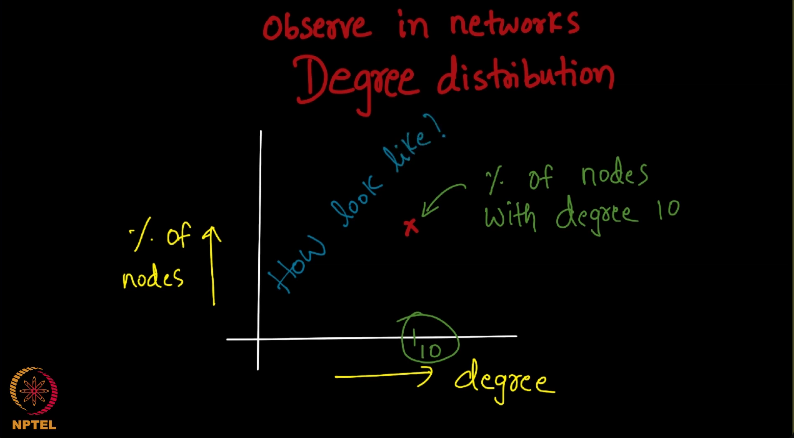 Observe in networks
Degree distribution
How look like?
% of nodes
with degree 10
% of
nodes
10
degree
NPTEL